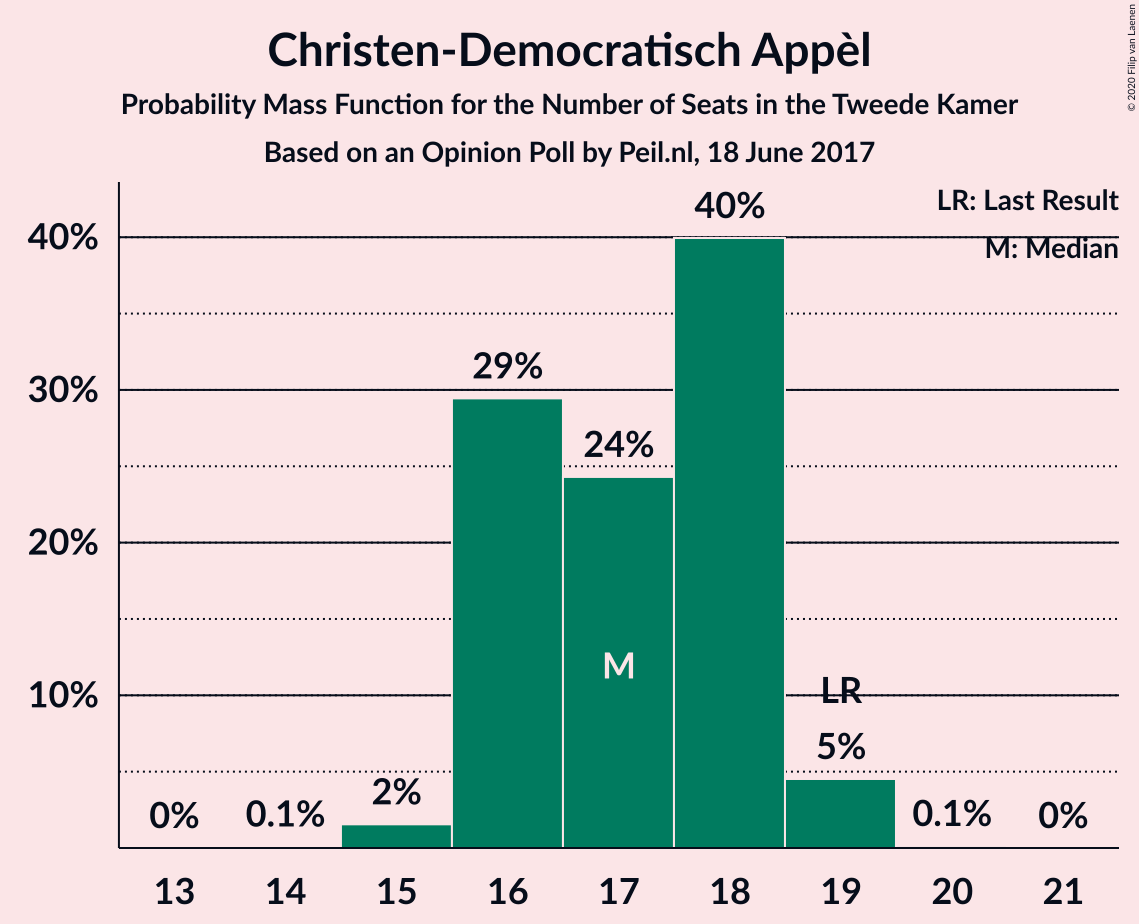 © 2020 Filip van Laenen
Christen-Democratisch Appèl
Probability Mass Function for the Number of Seats in the Tweede Kamer
Based on an Opinion Poll by Peil.nl, 18 June 2017
LR: Last Result
M: Median
40%
30%
20%
10%
0%
0.1%
2%
29%
24%
40%
5%
0.1%
0%
M
LR
13 14 15 16 17 18 19 20 21